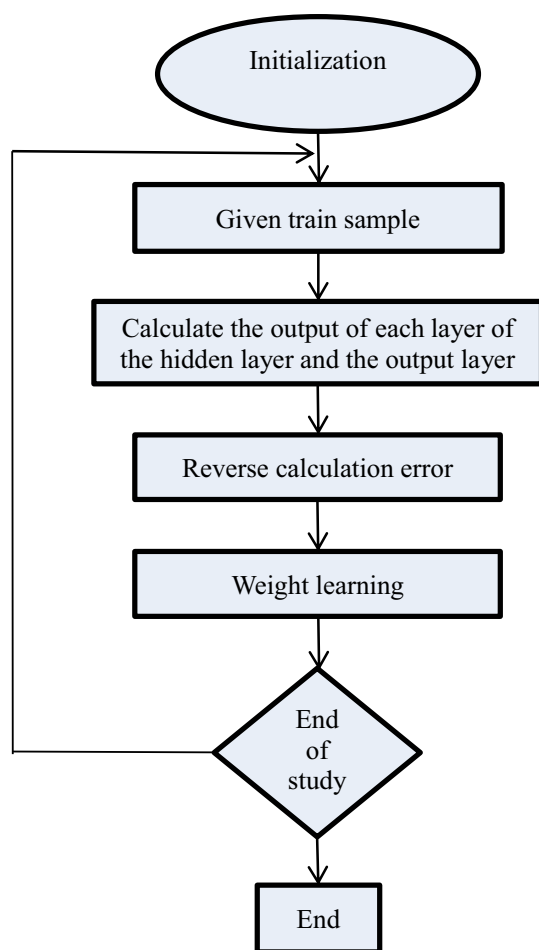 Initialization
Given train sample
Calculate the output of each layer of
the hidden layer and the output layer
Reverse calculation error
Weight learning
End
of
study
End